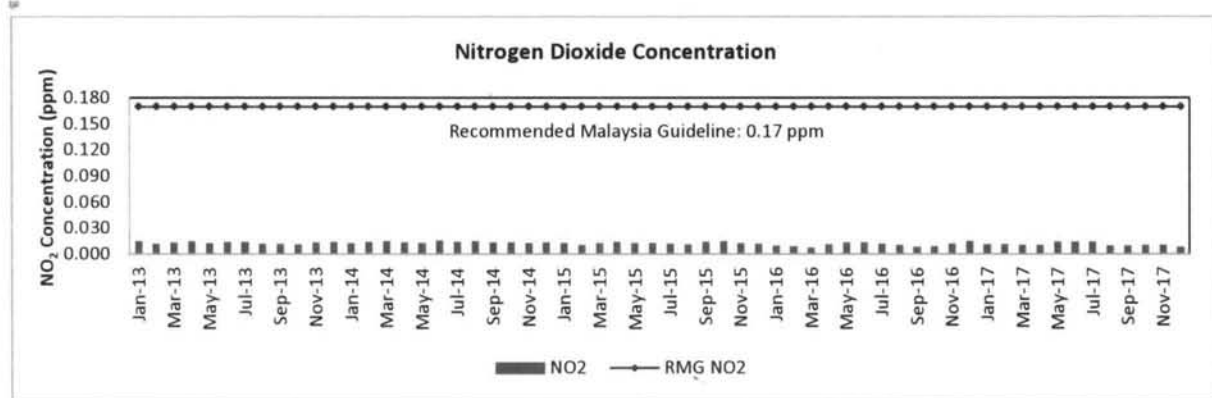 Nitrogen Dioxide Concentration
NO₂ Concentration (ppm)
0.180
0.150
0.120
0.090
0.060
0.030
0.000
Recommended Malaysia Guideline: 0.17 ppm
Jan-13
Mar-13
May-13
Jul-13
Sep-13
Nov-13
Jan-14
Mar-14
May-14
Jul-14
Sep-14
Nov-14
Jan-15
Mar-15
May-15
Jul-15
Sep-15
Nov-15
Jan-16
Mar-16
May-16
Jul-16
Sep-16
Nov-16
Jan-17
Mar-17
May-17
Jul-17
Sep-17
Nov-17
NO2 RMG NO2